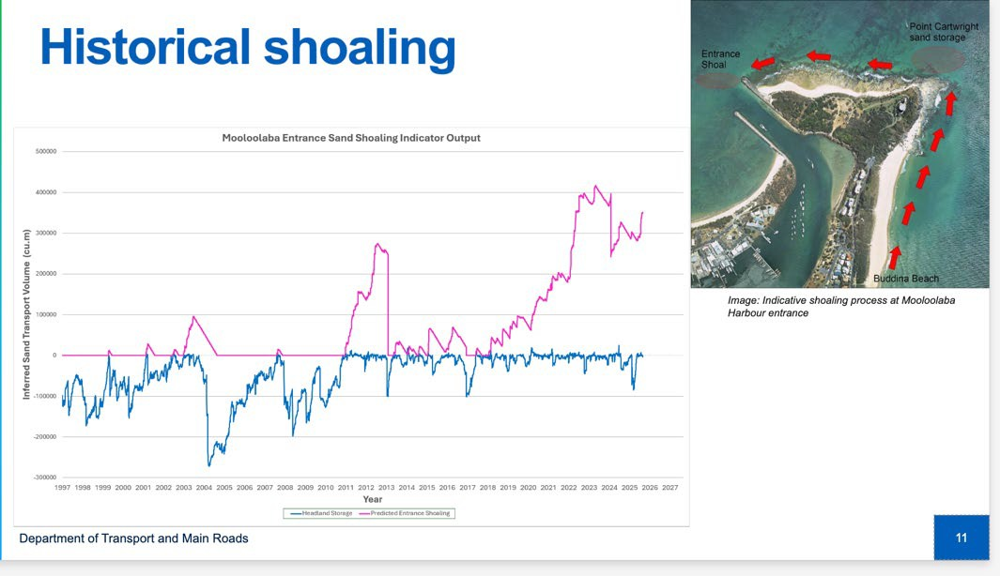 Historical shoaling
Point Cartwright
sand storage
Entrance
Shoal
Buddina Beach
Image: Indicative shoaling process at Mooloolaba
Harbour entrance
Mooloolaba Entrance Sand Shoaling Indicator Output
Inferred Sand Transport Volume (cu.m)
500000
400000
300000
200000
100000
0
-100000
-200000
-300000
1997 1998 1999 2000 2001 2002 2003 2004 2005 2006 2007 2008 2009 2010 2011 2012 2013 2014 2015 2016 2017 2018 2019 2020 2021 2022 2023 2024 2025 2026 2027
Year
Headland Storage Predicted Entrance Shoaling
Department of Transport and Main Roads
11